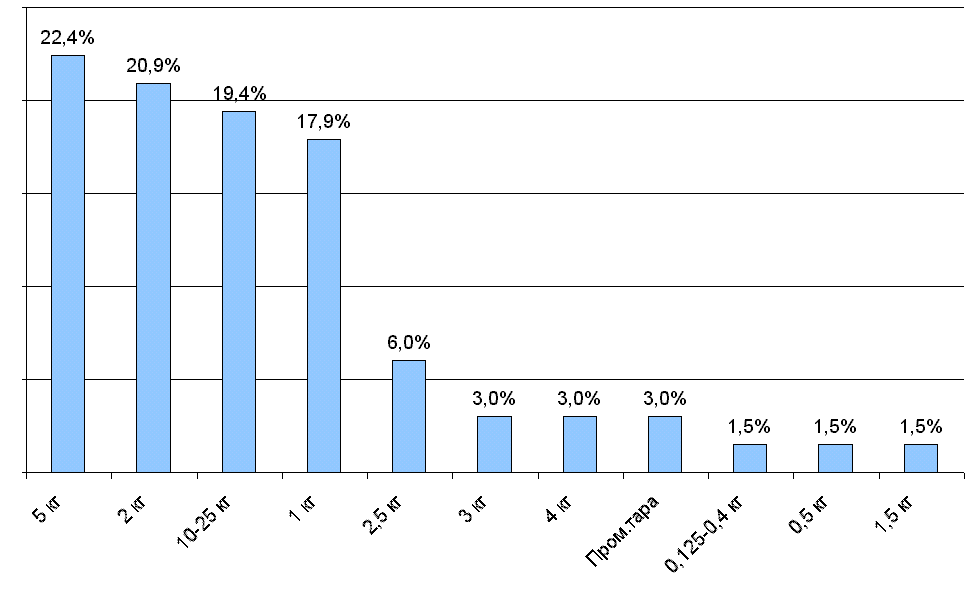 22,4%
20,9%
19,4%
17,9%
6,0%
3,0%
3,0%
3,0%
1,5%
1,5%
1,5%
5 кг
2 кг
10-25 кг
1 кг
2,5 кг
3 кг
4 кг
Пром.тара
0,125-0,4 кг
0,5 кг
1,5 кг